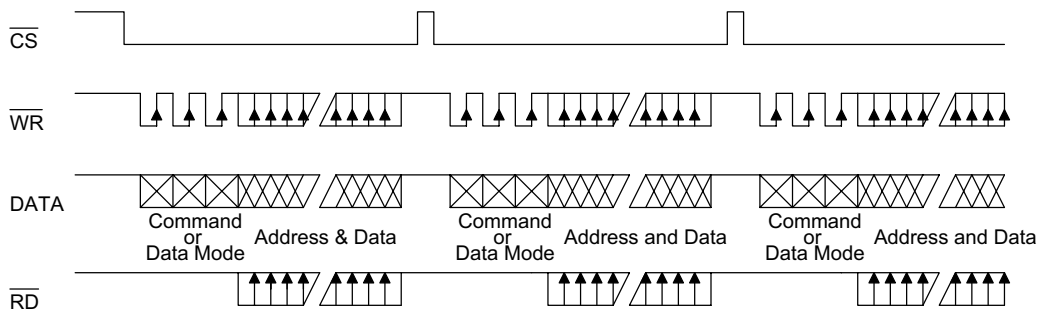 CS
WR
DATA
Command
or
Data Mode
Address & Data
Command
or
Data Mode
Address and Data
Command
or
Data Mode
Address and Data
RD